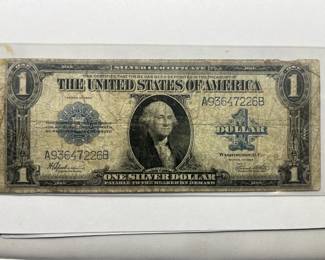 SILVER CERTIFICATE
1 THE UNITED STATES OF AMERICA 1
A93647226B
1
DOLLAR
WASHINGTON, D.C.
A93647226B
1 ONE SILVER DOLLAR 1
PAYABLE TO THE BEARER ON DEMAND